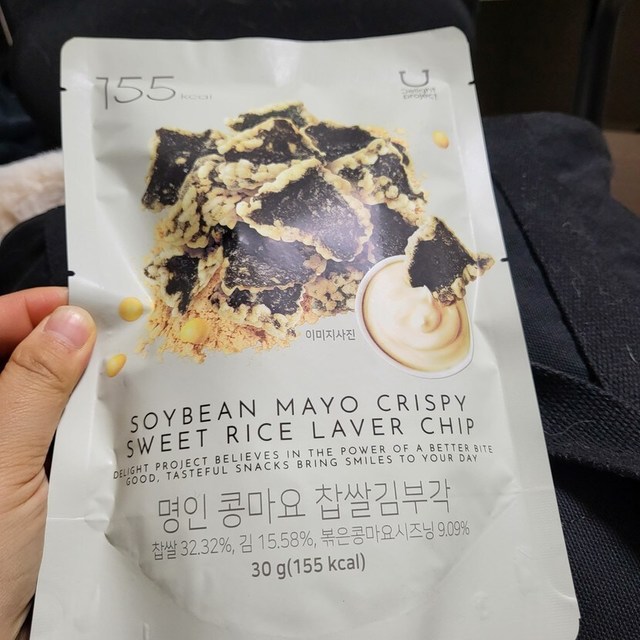 155 kcal
delight
project
이미지사진
SOYBEAN MAYO CRISPY
SWEET RICE LAVER CHIP
DELIGHT PROJECT BELIEVES IN THE POWER OF A BETTER BITE
GOOD, TASTEFUL SNACKS BRING SMILES TO YOUR DAY
명인 콩마요 찹쌀김부각
찹쌀 32.32%, 김 15.58%, 볶은콩마요시즈닝 9.09%
30 g(155 kcal)